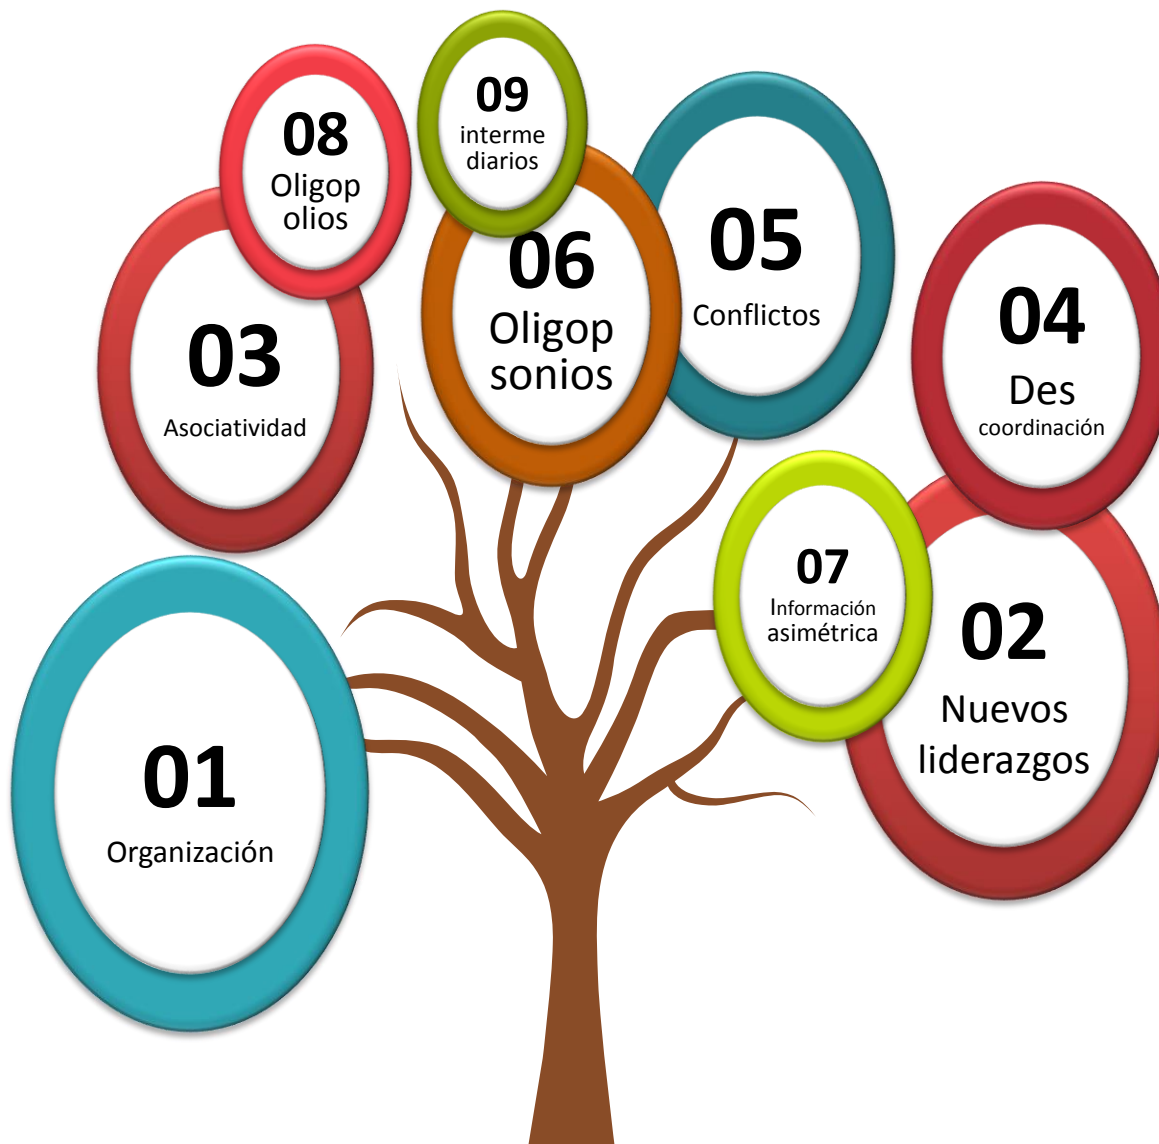 09
interme
diarios
08
Oligop
olios
05
Conflictos
06
Oligop
sonios
04
Des
coordinación
03
Asociatividad
07
Información
asimétrica
02
Nuevos
liderazgos
01
Organización